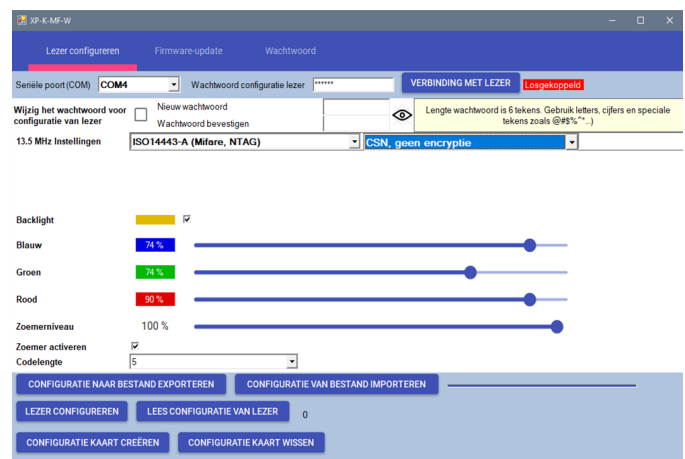 XP-K-MF-W
Lezer configureren Firmware-update Wachtwoord
Seriële poort (COM) COM4 Wachtwoord configuratie lezer ****** VERBINDING MET LEZER Losgekoppeld
Wijzig het wachtwoord voor configuratie van lezer
Nieuw wachtwoord
Wachtwoord bevestigen
Lengte wachtwoord is 6 tekens. Gebruik letters, cijfers en speciale
tekens zoals @#$%^*...)
13.5 MHz Instellingen ISO14443-A (Mifare, NTAG) CSN, geen encryptie
Backlight
Blauw 74 %
Groen 74 %
Rood 90 %
Zoemerniveau 100 %
Zoemer activeren
Codelengte 5
CONFIGURATIE NAAR BESTAND EXPORTEREN CONFIGURATIE VAN BESTAND IMPORTEREN
LEZER CONFIGUREREN LEES CONFIGURATIE VAN LEZER 0
CONFIGURATIE KAART CREËREN CONFIGURATIE KAART WISSEN